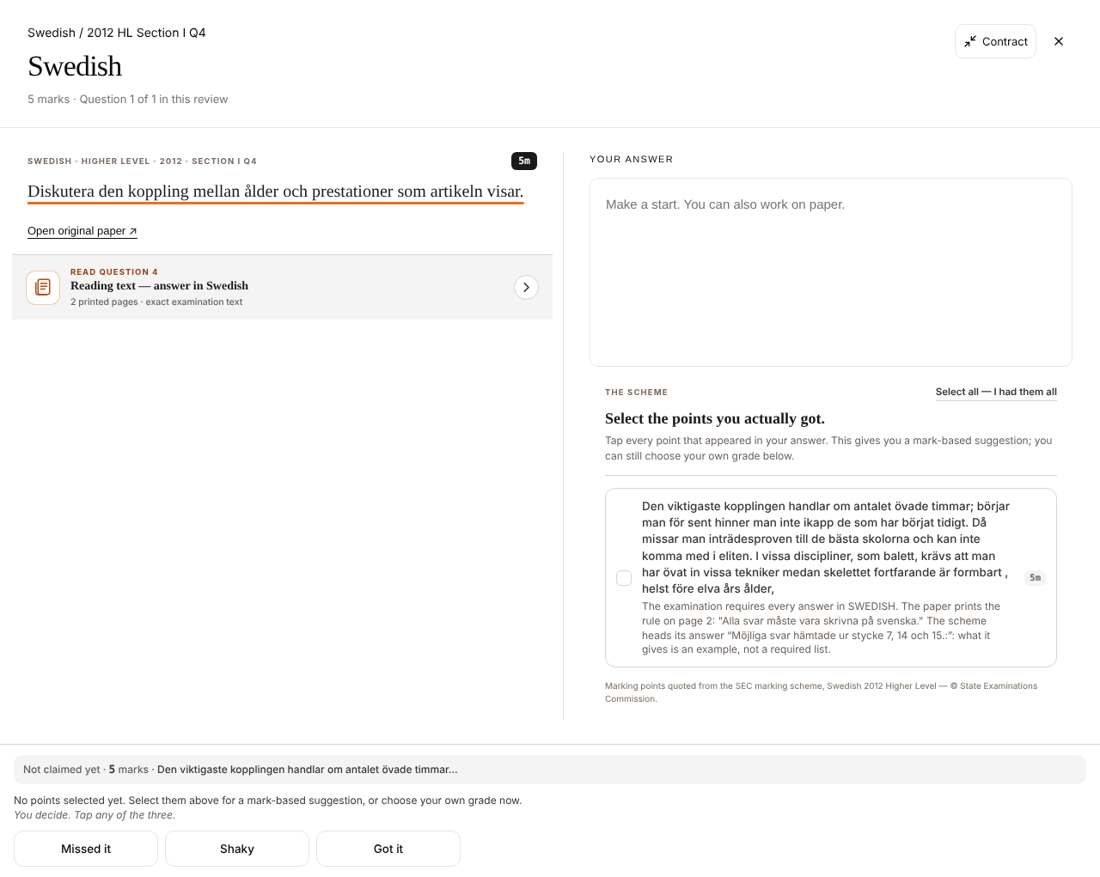 Swedish / 2012 HL Section I Q4
Swedish
5 marks · Question 1 of 1 in this review
Contract
SWEDISH · HIGHER LEVEL · 2012 · SECTION I Q4
5m
Diskutera den koppling mellan ålder och prestationer som artikeln visar.
Open original paper ↗
READ QUESTION 4
Reading text — answer in Swedish
2 printed pages · exact examination text
YOUR ANSWER
Make a start. You can also work on paper.
THE SCHEME
Select all — I had them all
Select the points you actually got.
Tap every point that appeared in your answer. This gives you a mark-based suggestion; you
can still choose your own grade below.
Den viktigaste kopplingen handlar om antalet övade timmar; börjar
man för sent hinner man inte ikapp de som har börjat tidigt. Då
missar man inträdesproven till de bästa skolorna och kan inte
komma med i eliten. I vissa discipliner, som balett, krävs att man
har övat in vissa tekniker medan skelettet fortfarande är formbart ,
helst före elva års ålder,
5m
The examination requires every answer in SWEDISH. The paper prints the
rule on page 2: "Alla svar måste vara skrivna på svenska." The scheme
heads its answer “Möjliga svar hämtade ur stycke 7, 14 och 15.:”: what it
gives is an example, not a required list.
Marking points quoted from the SEC marking scheme, Swedish 2012 Higher Level — © State Examinations
Commission.
Not claimed yet · 5 marks · Den viktigaste kopplingen handlar om antalet övade timmar…
No points selected yet. Select them above for a mark-based suggestion, or choose your own grade now.
You decide. Tap any of the three.
Missed it
Shaky
Got it